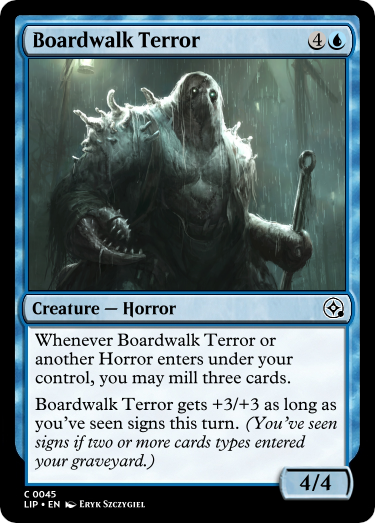 Boardwalk Terror 4
Creature — Horror
Whenever Boardwalk Terror or
another Horror enters under your
control, you may mill three cards.
Boardwalk Terror gets +3/+3 as long as
you've seen signs this turn. (You've seen
signs if two or more cards types entered
your graveyard.)
4/4
C 0045
LIP • EN Eryk Szczygiel